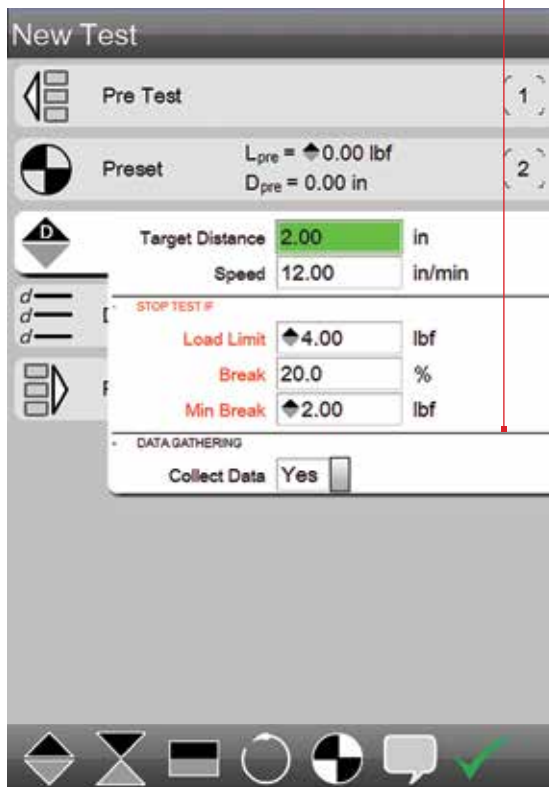 New Test
Pre Test 1
Preset Lpre = 0.00 lbf 2
Dpre = 0.00 in
D
Target Distance 2.00 in
Speed 12.00 in/min
STOP TEST IF
Load Limit 4.00 lbf
Break 20.0 %
Min Break 2.00 lbf
DATA GATHERING
Collect Data Yes
d
d
d